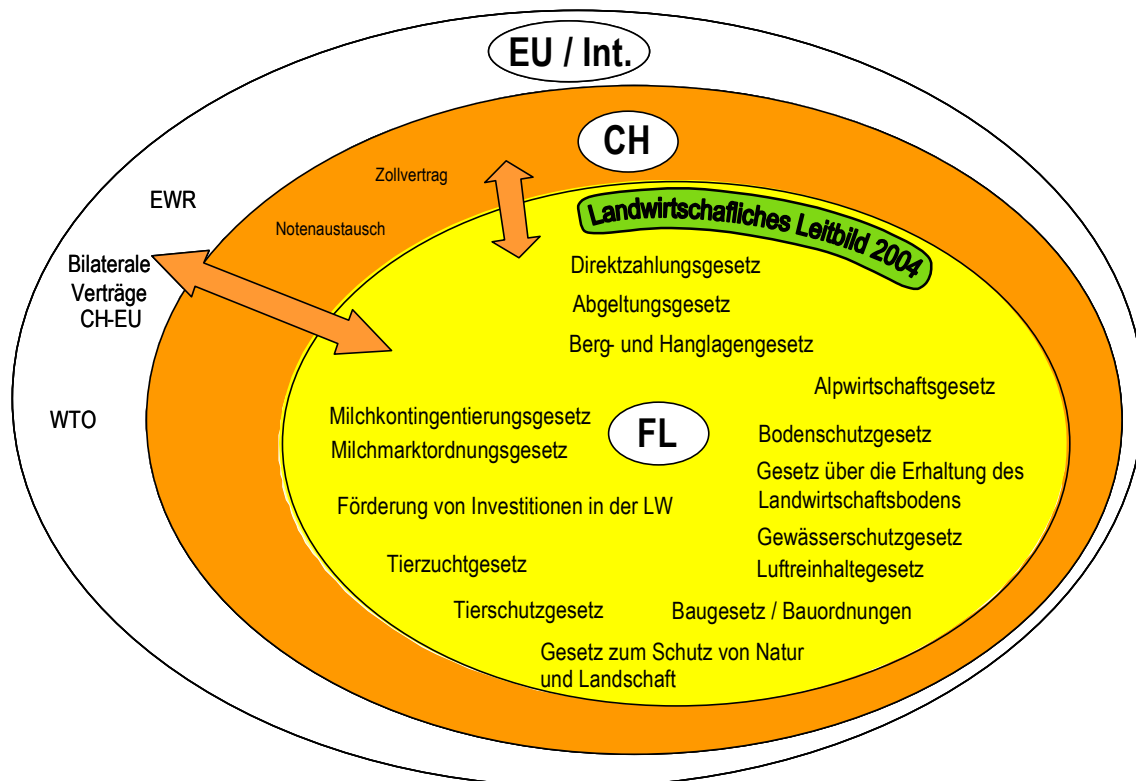 EU / Int.
CH
Zollvertrag
EWR
Notenaustausch
Landwirtschafliches Leitbild 2004
Bilaterale
Verträge
CH-EU
Direktzahlungsgesetz
Abgeltungsgesetz
Berg- und Hanglagengesetz
Alpwirtschaftsgesetz
WTO
Milchkontingentierungsgesetz
Milchmarktordnungsgesetz
FL
Bodenschutzgesetz
Gesetz über die Erhaltung des
Landwirtschaftsbodens
Förderung von Investitionen in der LW
Gewässerschutzgesetz
Luftreinhaltegesetz
Tierzuchtgesetz
Tierschutzgesetz
Baugesetz / Bauordnungen
Gesetz zum Schutz von Natur
und Landschaft